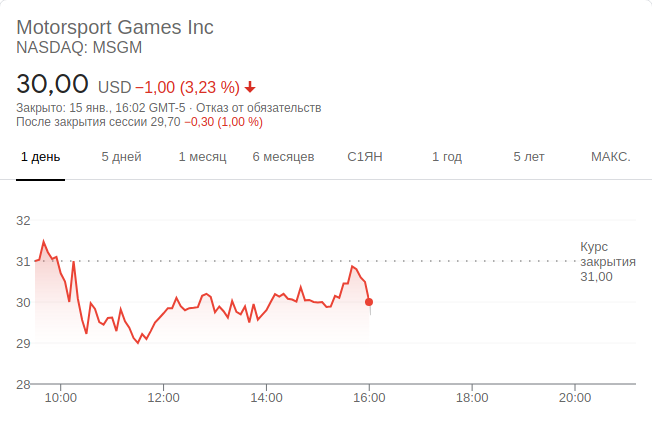 Motorsport Games Inc
NASDAQ: MSGM
30,00 USD −1,00 (3,23 %)
Закрыто: 15 янв., 16:02 GMT-5 · Отказ от обязательств
После закрытия сессии 29,70 −0,30 (1,00 %)
1 день 5 дней 1 месяц 6 месяцев С1ЯН 1 год 5 лет МАКС.
32
Курс
31 закрытия
31,00
30
29
28
10:00 12:00 14:00 16:00 18:00 20:00